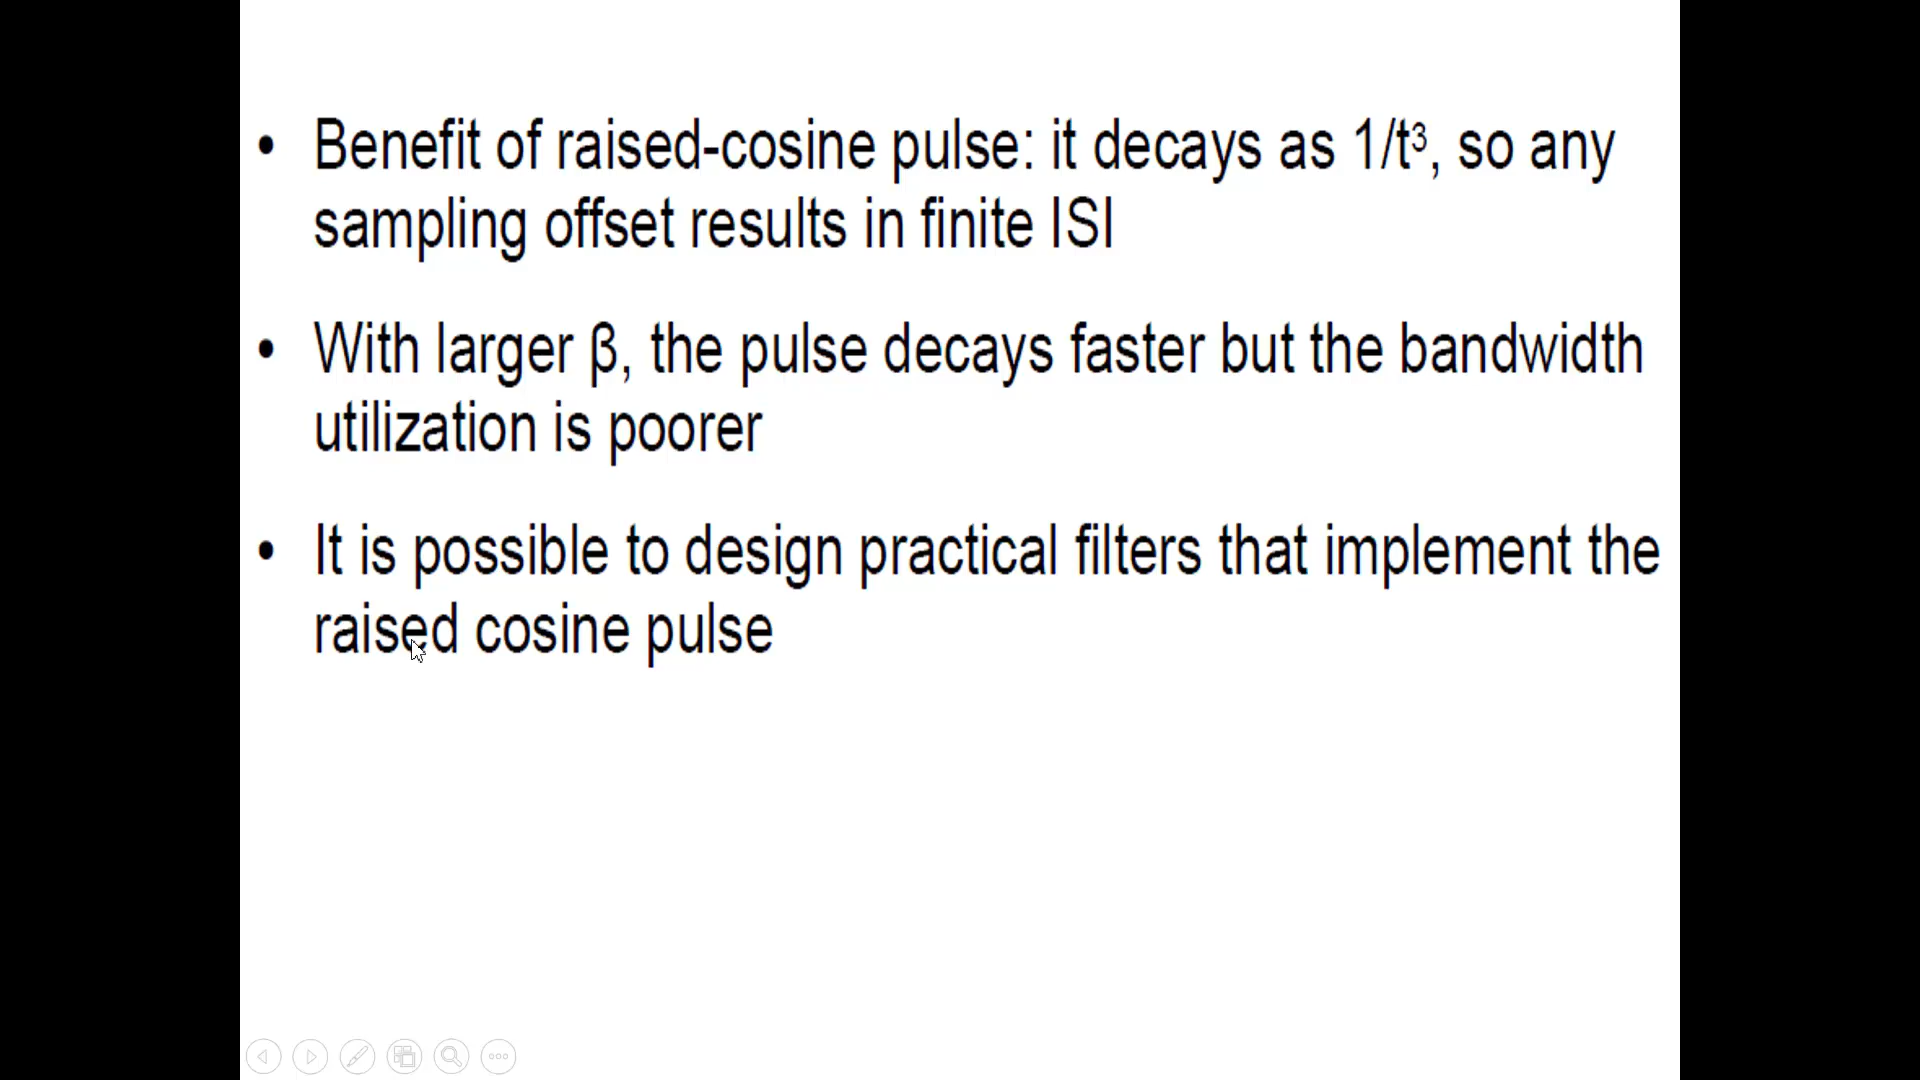 • Benefit of raised-cosine pulse: it decays as 1/t³, so any
sampling offset results in finite ISI
• With larger β, the pulse decays faster but the bandwidth
utilization is poorer
• It is possible to design practical filters that implement the
raised cosine pulse